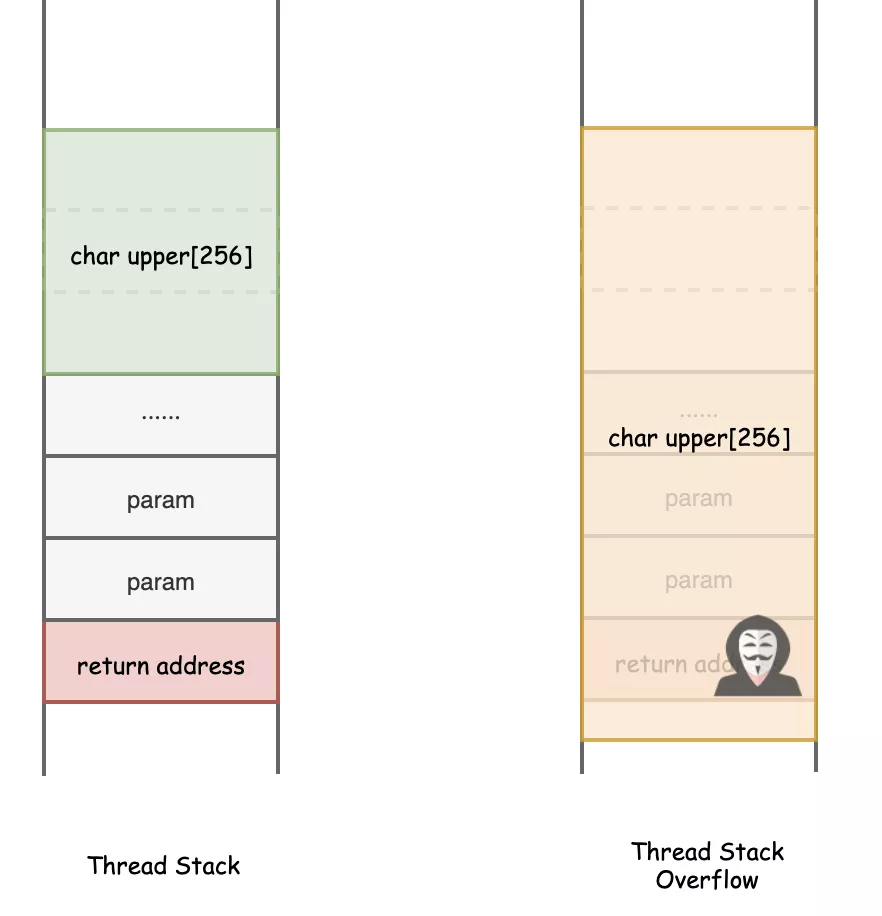 char upper[256]
......
param
param
return address
Thread Stack
......
char upper[256]
param
param
return add
Thread Stack
Overflow